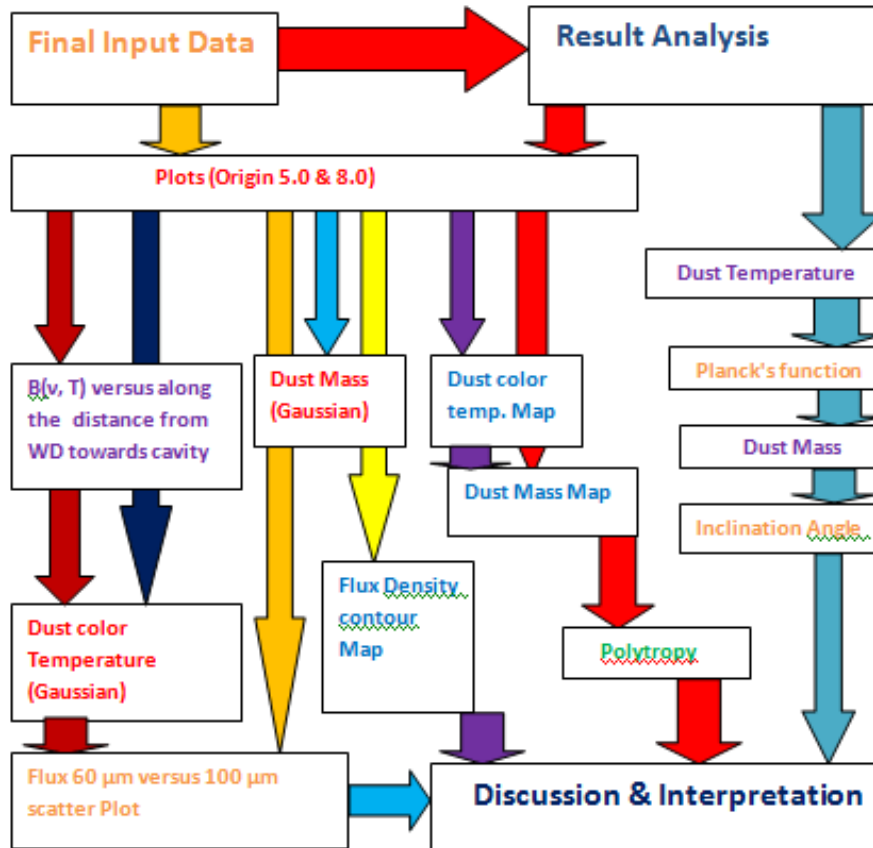 Final Input Data
Result Analysis
Plots (Origin 5.0 & 8.0)
Dust Temperature
B(ν, T) versus along
the distance from
WD towards cavity
Dust Mass
(Gaussian)
Dust color
temp. Map
Planck's function
Dust Mass
Dust Mass Map
Inclination Angle
Flux Density
contour
Map
Dust color
Temperature
(Gaussian)
Polytropy
Flux 60 μm versus 100 μm
scatter Plot
Discussion & Interpretation